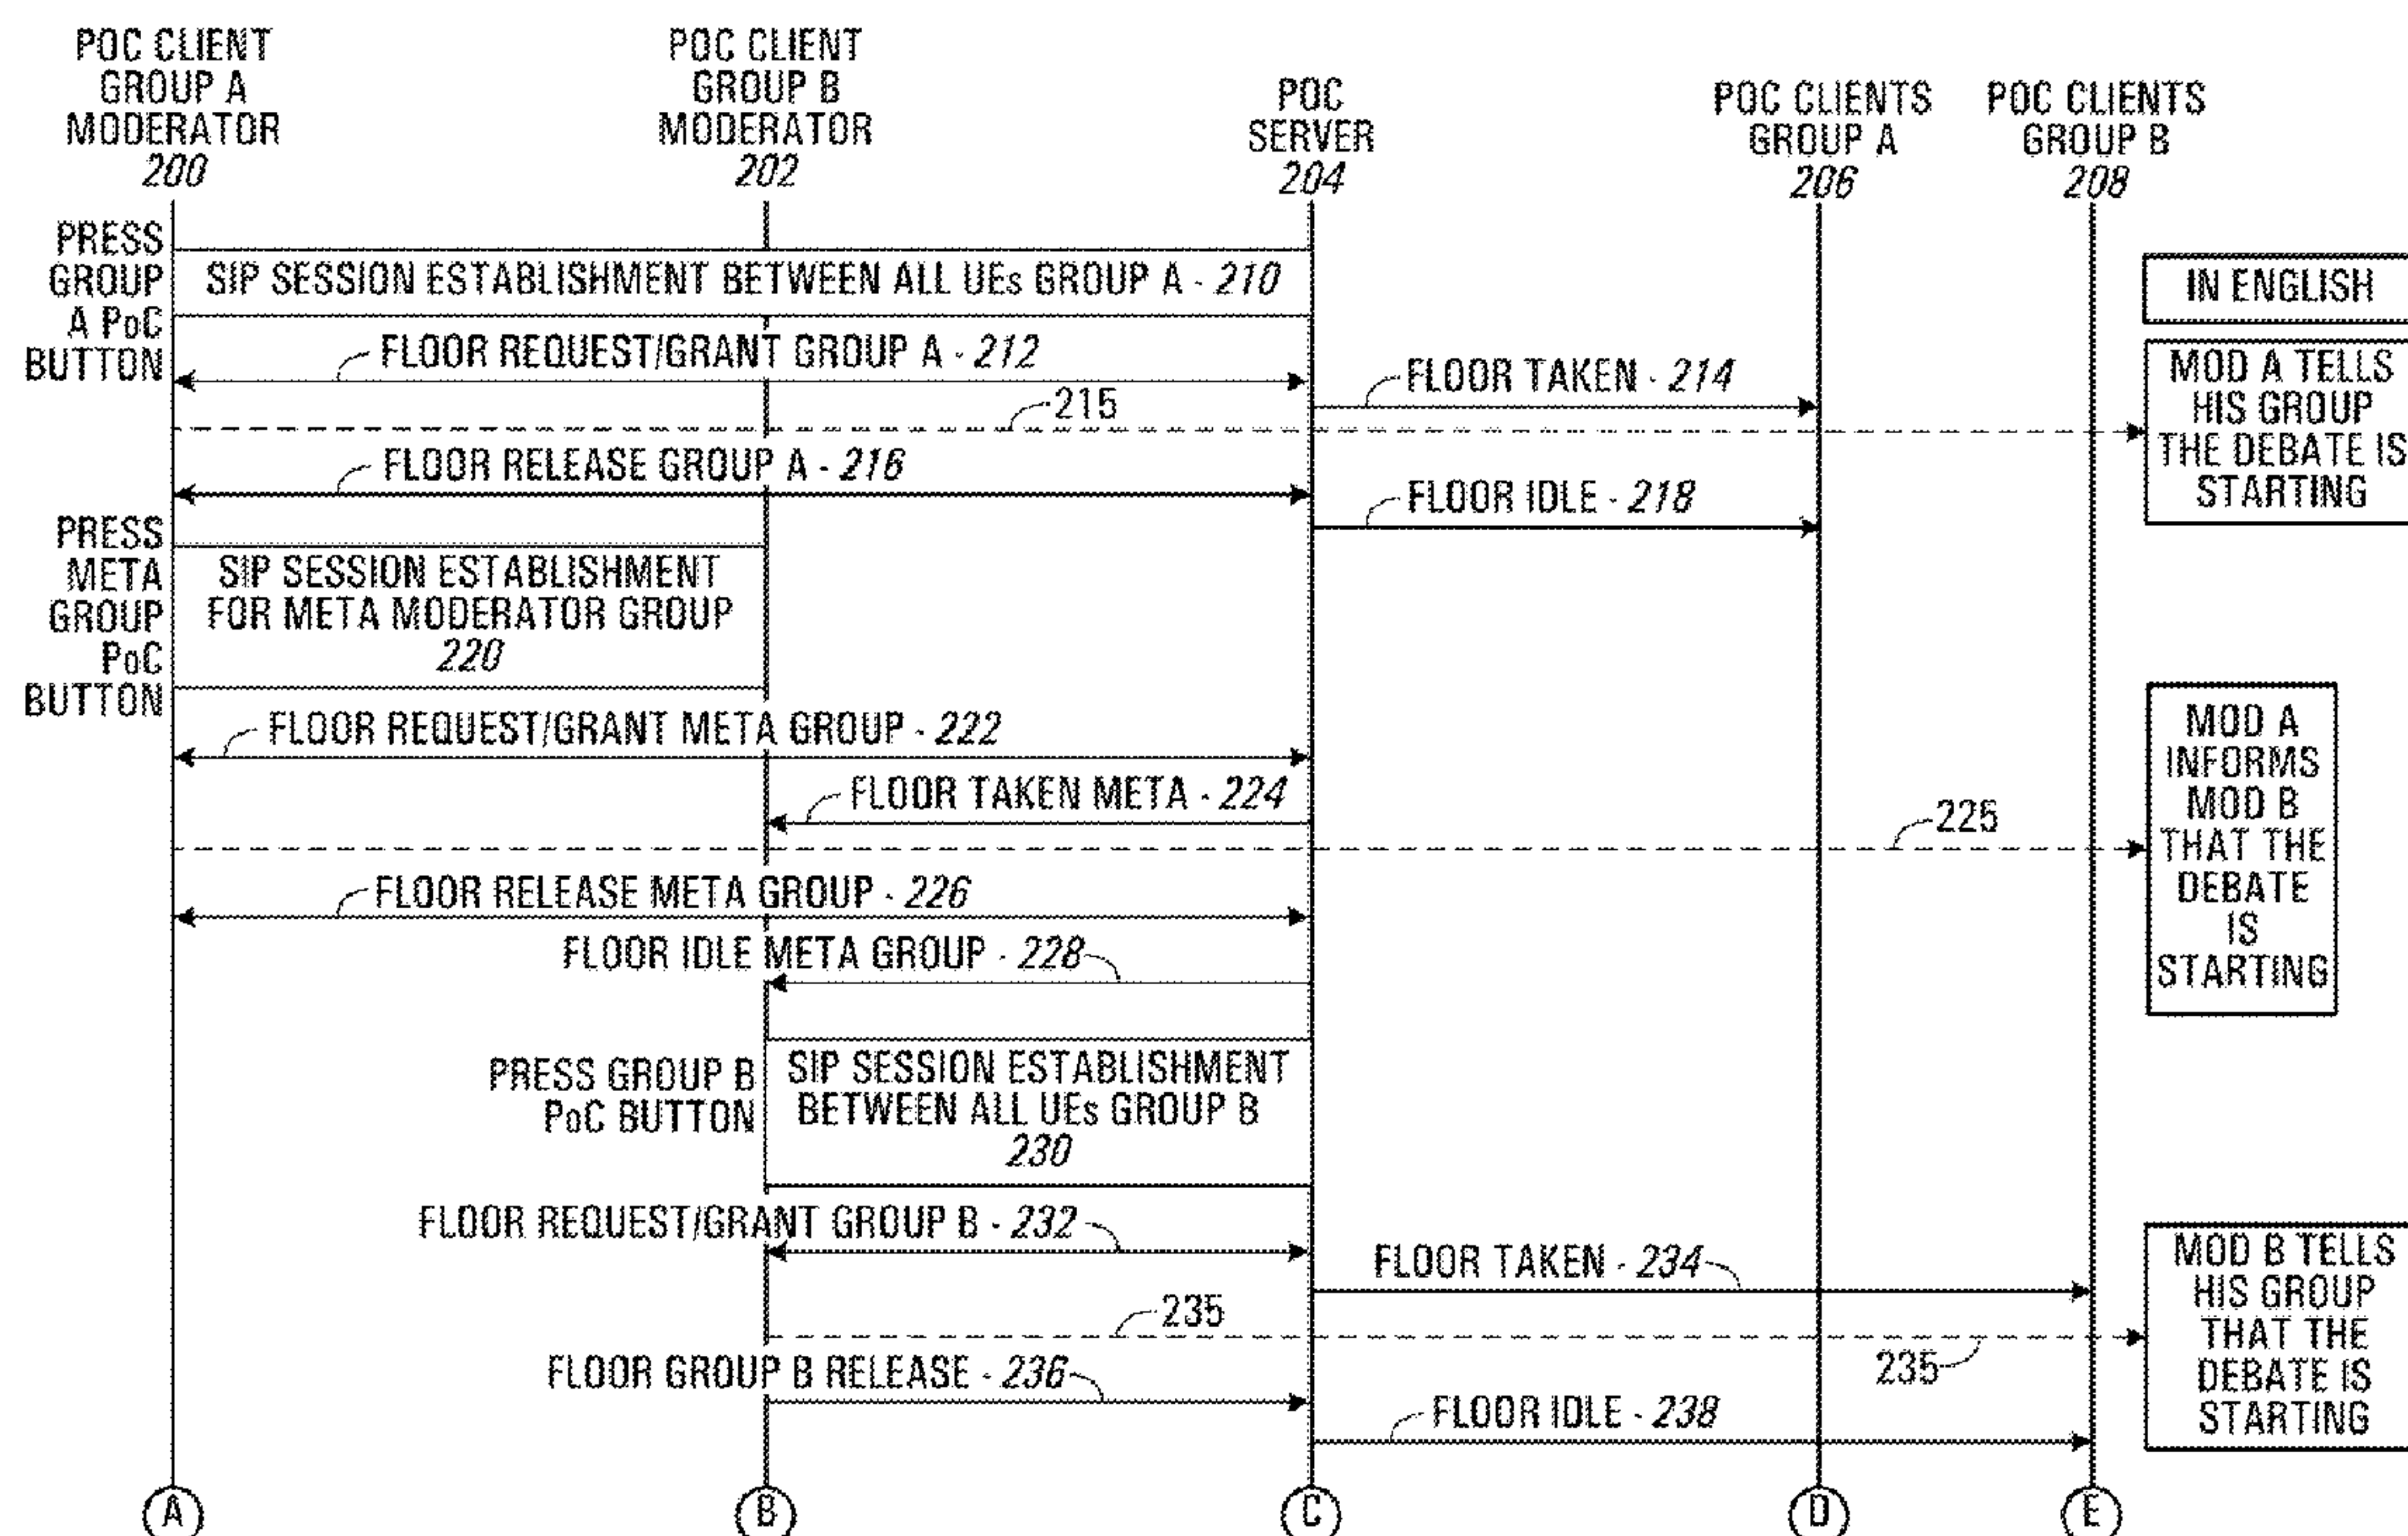 POC CLIENT
GROUP A
MODERATOR
200
POC CLIENT
GROUP B
MODERATOR
202
POC
SERVER
204
POC CLIENTS
GROUP A
206
POC CLIENTS
GROUP B
208
PRESS
GROUP
A PoC
BUTTON
SIP SESSION ESTABLISHMENT BETWEEN ALL UEs GROUP A - 210
IN ENGLISH
FLOOR REQUEST/GRANT GROUP A - 212
FLOOR TAKEN - 214
215
MOD A TELLS
HIS GROUP
THE DEBATE IS
STARTING
FLOOR RELEASE GROUP A - 216
FLOOR IDLE - 218
PRESS
META
GROUP
PoC
BUTTON
SIP SESSION ESTABLISHMENT
FOR META MODERATOR GROUP
220
FLOOR REQUEST/GRANT META GROUP - 222
FLOOR TAKEN META - 224
225
MOD A
INFORMS
MOD B
THAT THE
DEBATE
IS
STARTING
FLOOR RELEASE META GROUP - 226
FLOOR IDLE META GROUP - 228
PRESS GROUP B
PoC BUTTON
SIP SESSION ESTABLISHMENT
BETWEEN ALL UEs GROUP B
230
FLOOR REQUEST/GRANT GROUP B - 232
FLOOR TAKEN - 234
235
235
MOD B TELLS
HIS GROUP
THAT THE
DEBATE IS
STARTING
FLOOR GROUP B RELEASE - 236
FLOOR IDLE - 238
A
B
C
D
E